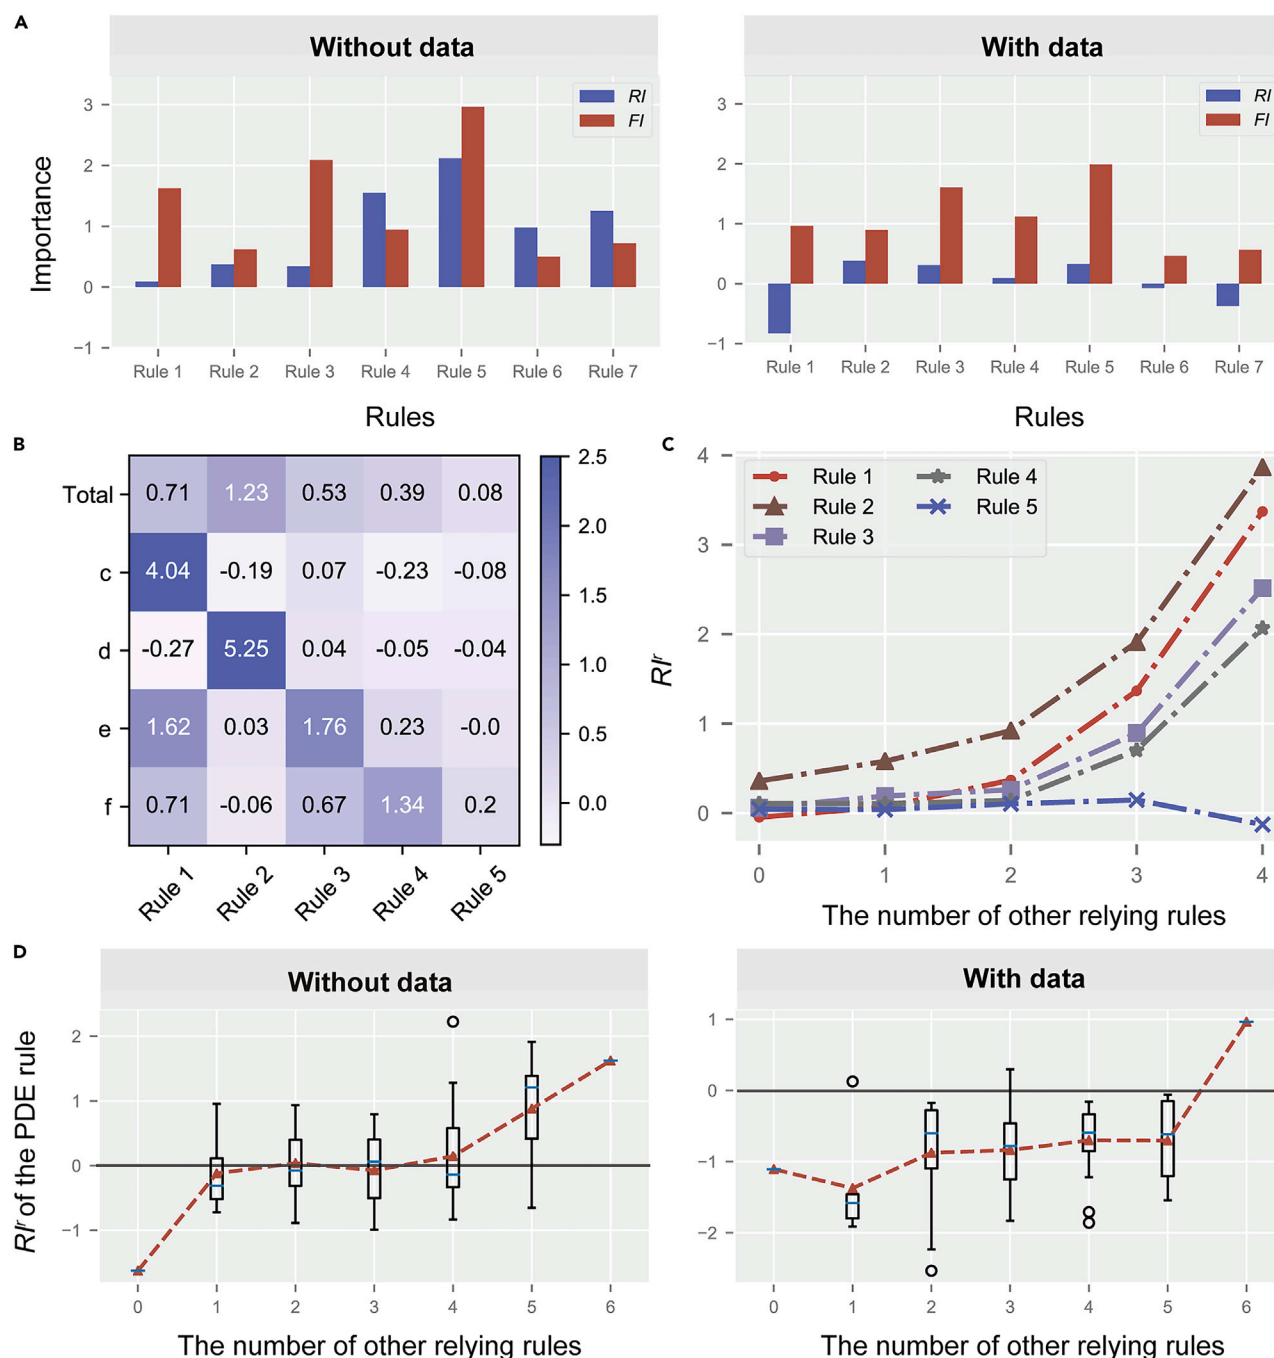 A
Without data
With data
3
2
1
0
−1
Importance
RI
FI
Rule 1
Rule 2
Rule 3
Rule 4
Rule 5
Rule 6
Rule 7
Rules
3
2
1
0
−1
RI
FI
Rule 1
Rule 2
Rule 3
Rule 4
Rule 5
Rule 6
Rule 7
Rules
B
Total
0.71
1.23
0.53
0.39
0.08
c
4.04
-0.19
0.07
-0.23
-0.08
d
-0.27
5.25
0.04
-0.05
-0.04
e
1.62
0.03
1.76
0.23
-0.0
f
0.71
-0.06
0.67
1.34
0.2
Rule 1
Rule 2
Rule 3
Rule 4
Rule 5
2.5
2.0
1.5
1.0
0.5
0.0
C
4
3
2
1
0
RIʳ
Rule 1
Rule 2
Rule 3
Rule 4
Rule 5
0
1
2
3
4
The number of other relying rules
D
Without data
2
1
0
−1
RIʳ of the PDE rule
0
1
2
3
4
5
6
The number of other relying rules
With data
1
0
−1
−2
0
1
2
3
4
5
6
The number of other relying rules